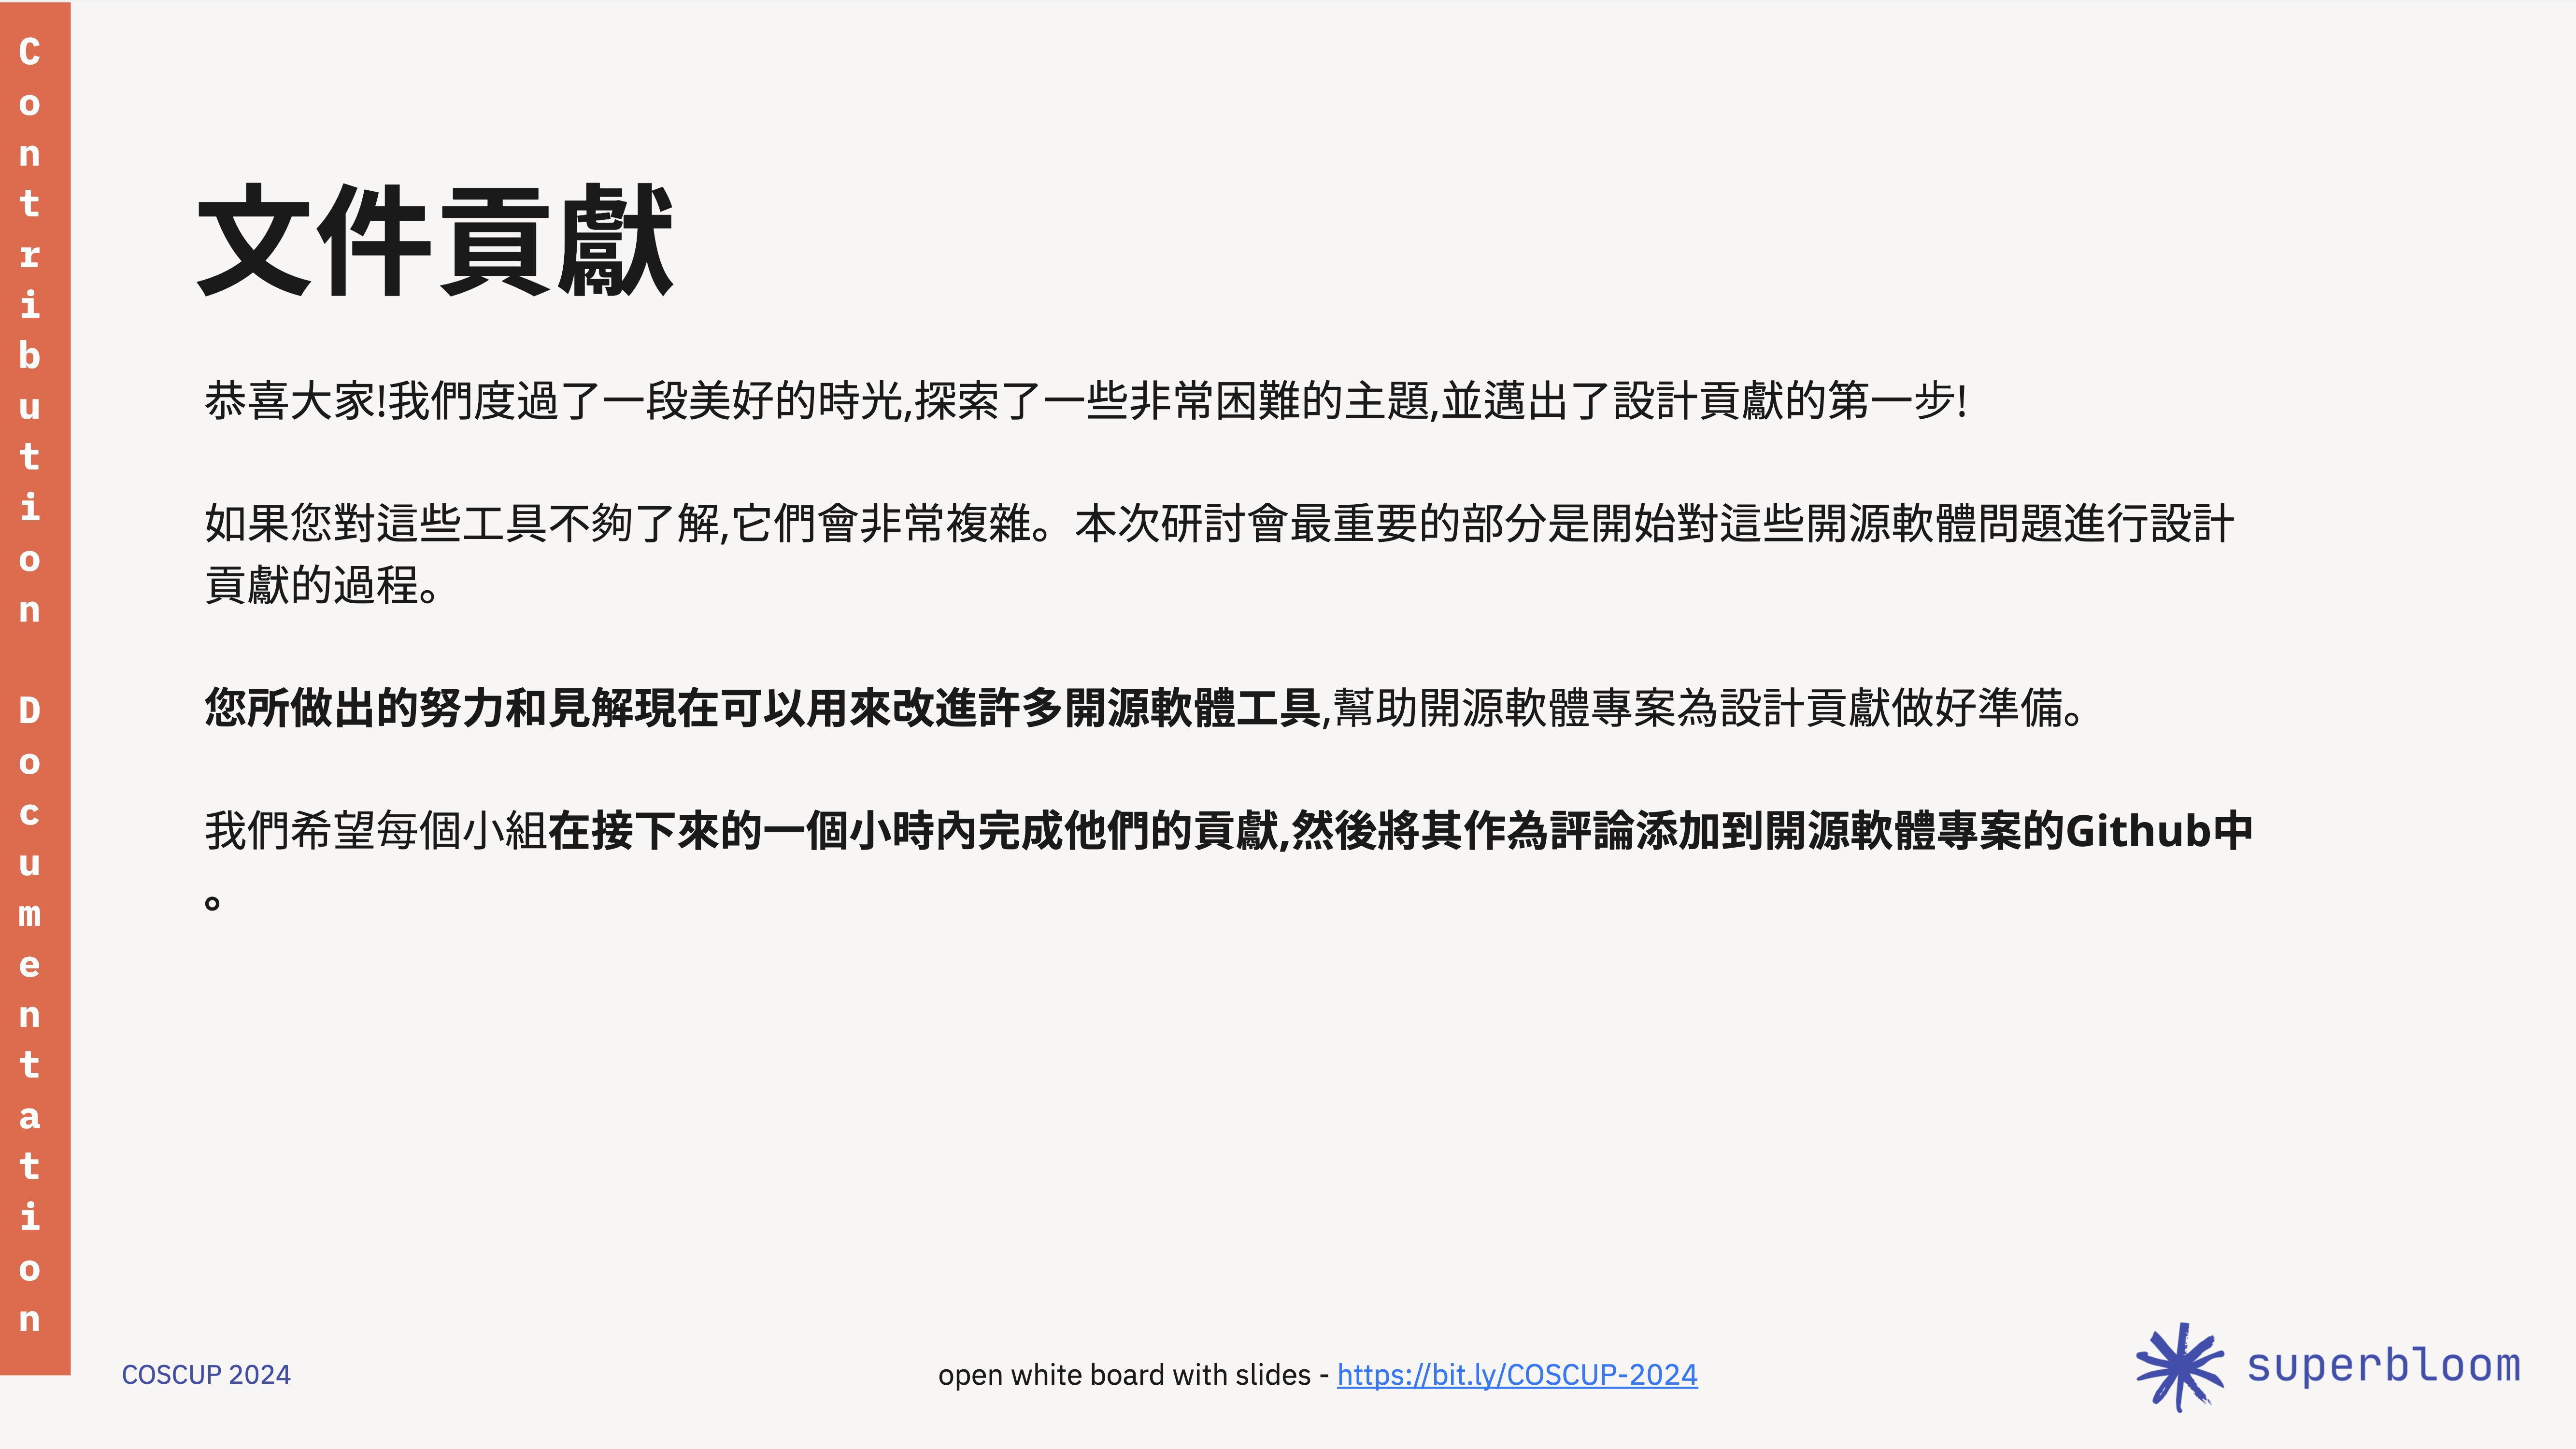 Contribution Documentation
文件貢獻
恭喜大家!我們度過了一段美好的時光,探索了一些非常困難的主題,並邁出了設計貢獻的第一步!
如果您對這些工具不夠了解,它們會非常複雜。本次研討會最重要的部分是開始對這些開源軟體問題進行設計
貢獻的過程。
您所做出的努力和見解現在可以用來改進許多開源軟體工具,幫助開源軟體專案為設計貢獻做好準備。
我們希望每個小組在接下來的一個小時內完成他們的貢獻,然後將其作為評論添加到開源軟體專案的Github中
。
COSCUP 2024
open white board with slides - https://bit.ly/COSCUP-2024
superbloom